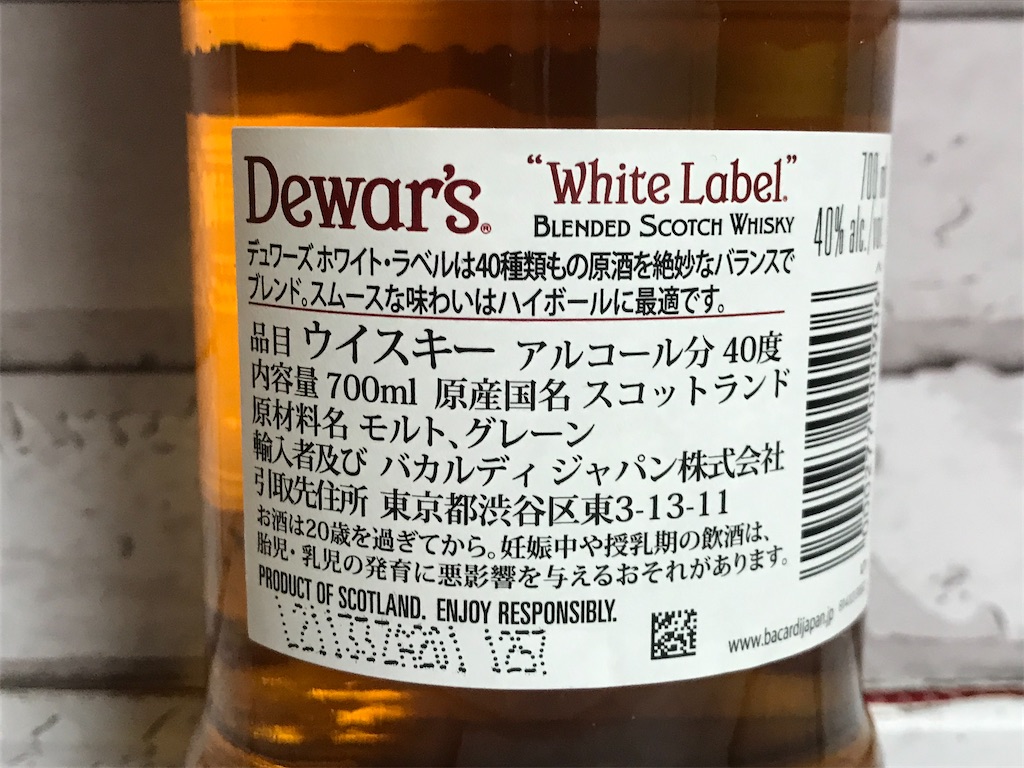 Dewar's®
"White Label"
BLENDED SCOTCH WHISKY
700 ml
40% alc./vol.
デュワーズ ホワイト・ラベルは40種類もの原酒を絶妙なバランスで
ブレンド。スムースな味わいはハイボールに最適です。
品目 ウイスキー アルコール分 40度
内容量 700ml 原産国名 スコットランド
原材料名 モルト、グレーン
輸入者及び バカルディ ジャパン株式会社
引取先住所 東京都渋谷区東3-13-11
お酒は20歳を過ぎてから。妊娠中や授乳期の飲酒は、
胎児・乳児の発育に悪影響を与えるおそれがあります。
PRODUCT OF SCOTLAND. ENJOY RESPONSIBLY.
www.bacardijapan.jp